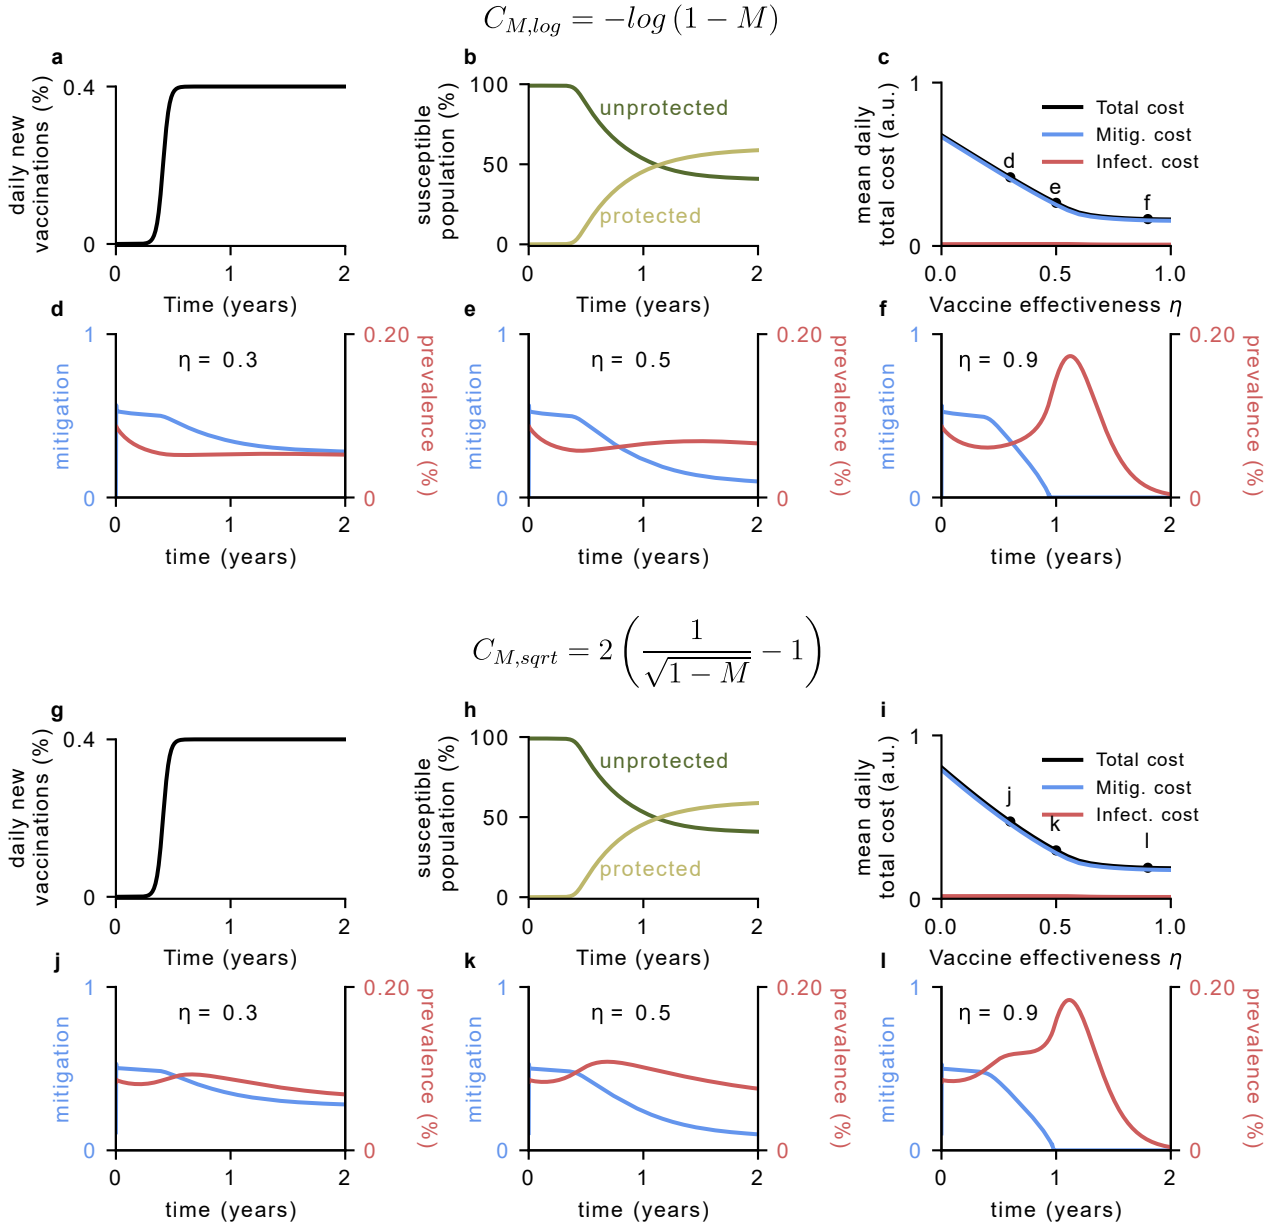 C_{M,log} = -log (1 - M)
a
daily new
vaccinations (%)
0.4
0
0 1 2
Time (years)
b
susceptible
population (%)
100
50
0
unprotected
protected
0 1 2
Time (years)
c
mean daily
total cost (a.u.)
1
0
Total cost
Mitig. cost
Infect. cost
d
e
f
0.0 0.5 1.0
Vaccine effectiveness η
d
mitigation
1
0
η = 0.3
0.20
0
prevalence (%)
0 1 2
time (years)
e
mitigation
1
0
η = 0.5
0.20
0
prevalence (%)
0 1 2
time (years)
f
mitigation
1
0
η = 0.9
0.20
0
prevalence (%)
0 1 2
time (years)
C_{M,sqrt} = 2 ( 1 / √(1 - M) - 1 )
g
daily new
vaccinations (%)
0.4
0
0 1 2
Time (years)
h
susceptible
population (%)
100
50
0
unprotected
protected
0 1 2
Time (years)
i
mean daily
total cost (a.u.)
1
0
Total cost
Mitig. cost
Infect. cost
j
k
l
0.0 0.5 1.0
Vaccine effectiveness η
j
mitigation
1
0
η = 0.3
0.20
0
prevalence (%)
0 1 2
time (years)
k
mitigation
1
0
η = 0.5
0.20
0
prevalence (%)
0 1 2
time (years)
l
mitigation
1
0
η = 0.9
0.20
0
prevalence (%)
0 1 2
time (years)